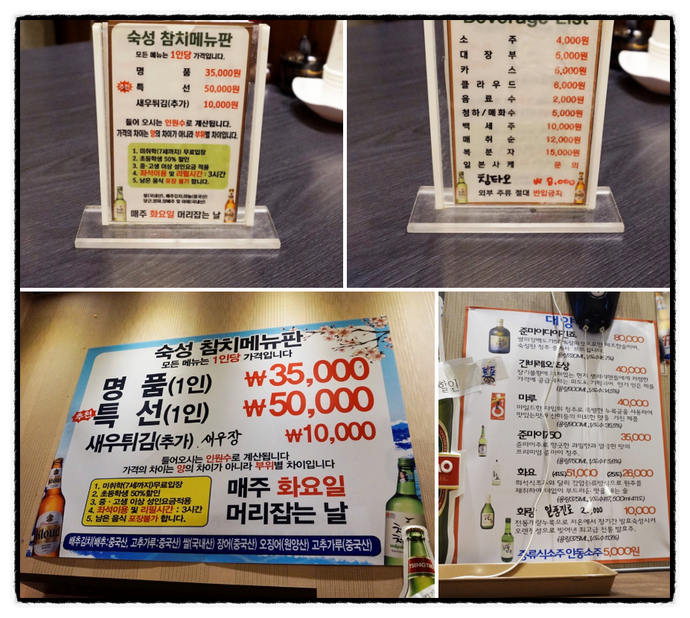 숙성 참치메뉴판
모든 메뉴는 1인당 가격입니다.
명 품 35,000원
추천 특 선 50,000원
새우튀김(추가) 10,000원
들어 오시는 인원수로 계산됩니다.
가격의 차이는 양의 차이가 아니라 부위별 차이입니다.
1. 미취학(7세까지) 무료입장
2. 초등학생 50% 할인
3. 중·고생 이상 성인요금 적용
4. 좌석이용 및 리필시간 : 3시간
5. 남은 음식 포장 불가 합니다.
매주 화요일 머리잡는 날
Beverage List
소 주 4,000원
대 장 부 5,000원
카 스 5,000원
클 라 우 드 6,000원
음 료 수 2,000원
청하/매화수 5,000원
백 세 주 10,000원
매 취 순 12,000원
복 분 자 15,000원
일 본 사 케 문 의
칭타오 ₩ 8,000
외부 주류 절대 반입금지
숙성 참치메뉴판
모든 메뉴는 1인당 가격입니다
명 품(1인) ₩35,000
추천 특 선(1인) ₩50,000
새우튀김(추가) 새우장 ₩10,000
들어오시는 인원수로 계산됩니다
가격의 차이는 양의 차이가 아니라 부위별 차이입니다
1. 미취학(7세까지)무료입장
2. 초등학생 50%할인
3. 중·고생 이상 성인요금적용
4. 좌석이용 및 리필시간 : 3시간
5. 남은 음식 포장불가 합니다.
매주 화요일
머리잡는 날
배추김치(배추:중국산, 고추가루:중국산) 쌀(국내산) 장어(중국산) 오징어(원양산) 고추가루(중국산)
대양
준마이다이긴죠 80,000
간바레오또상 40,000
마루 40,000
준마이750 35,000
화요 (41도)51,000 (25도)26,000
화랑 일품진로 10,000
증류식소주 안동소주 5,000원